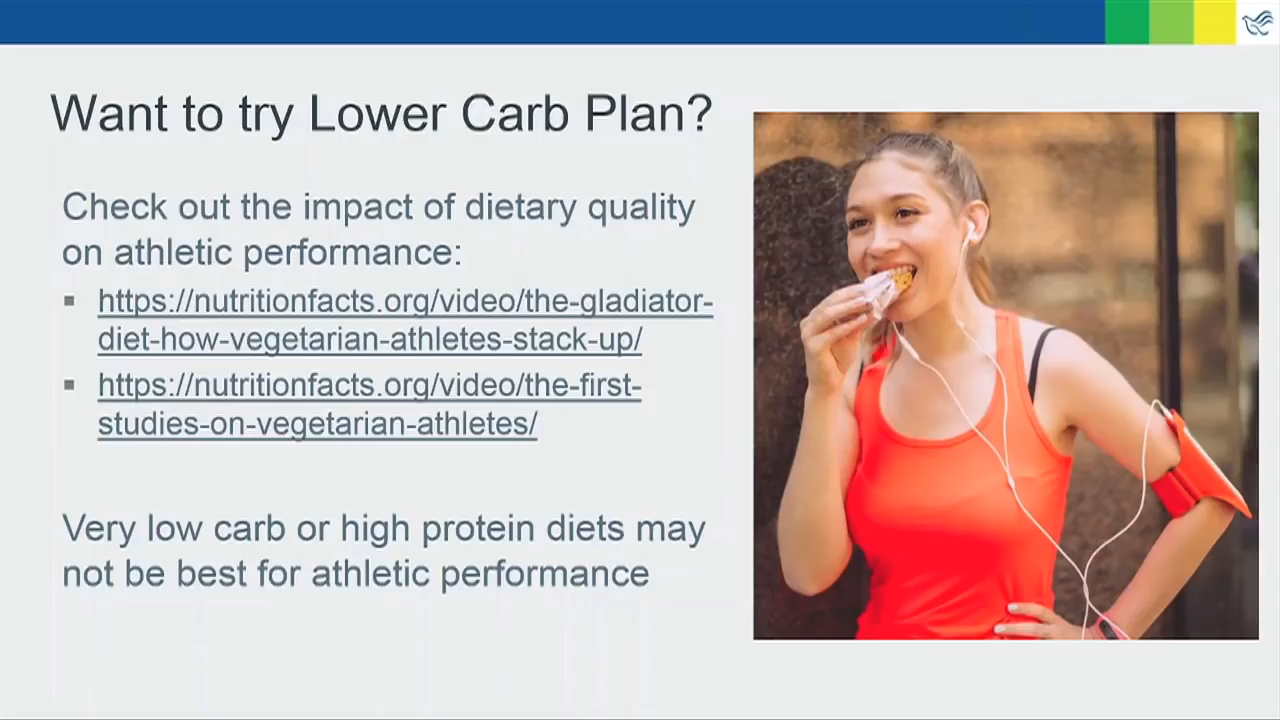 Want to try Lower Carb Plan?
Check out the impact of dietary quality
on athletic performance:
https://nutritionfacts.org/video/the-gladiator-
diet-how-vegetarian-athletes-stack-up/
https://nutritionfacts.org/video/the-first-
studies-on-vegetarian-athletes/
Very low carb or high protein diets may
not be best for athletic performance